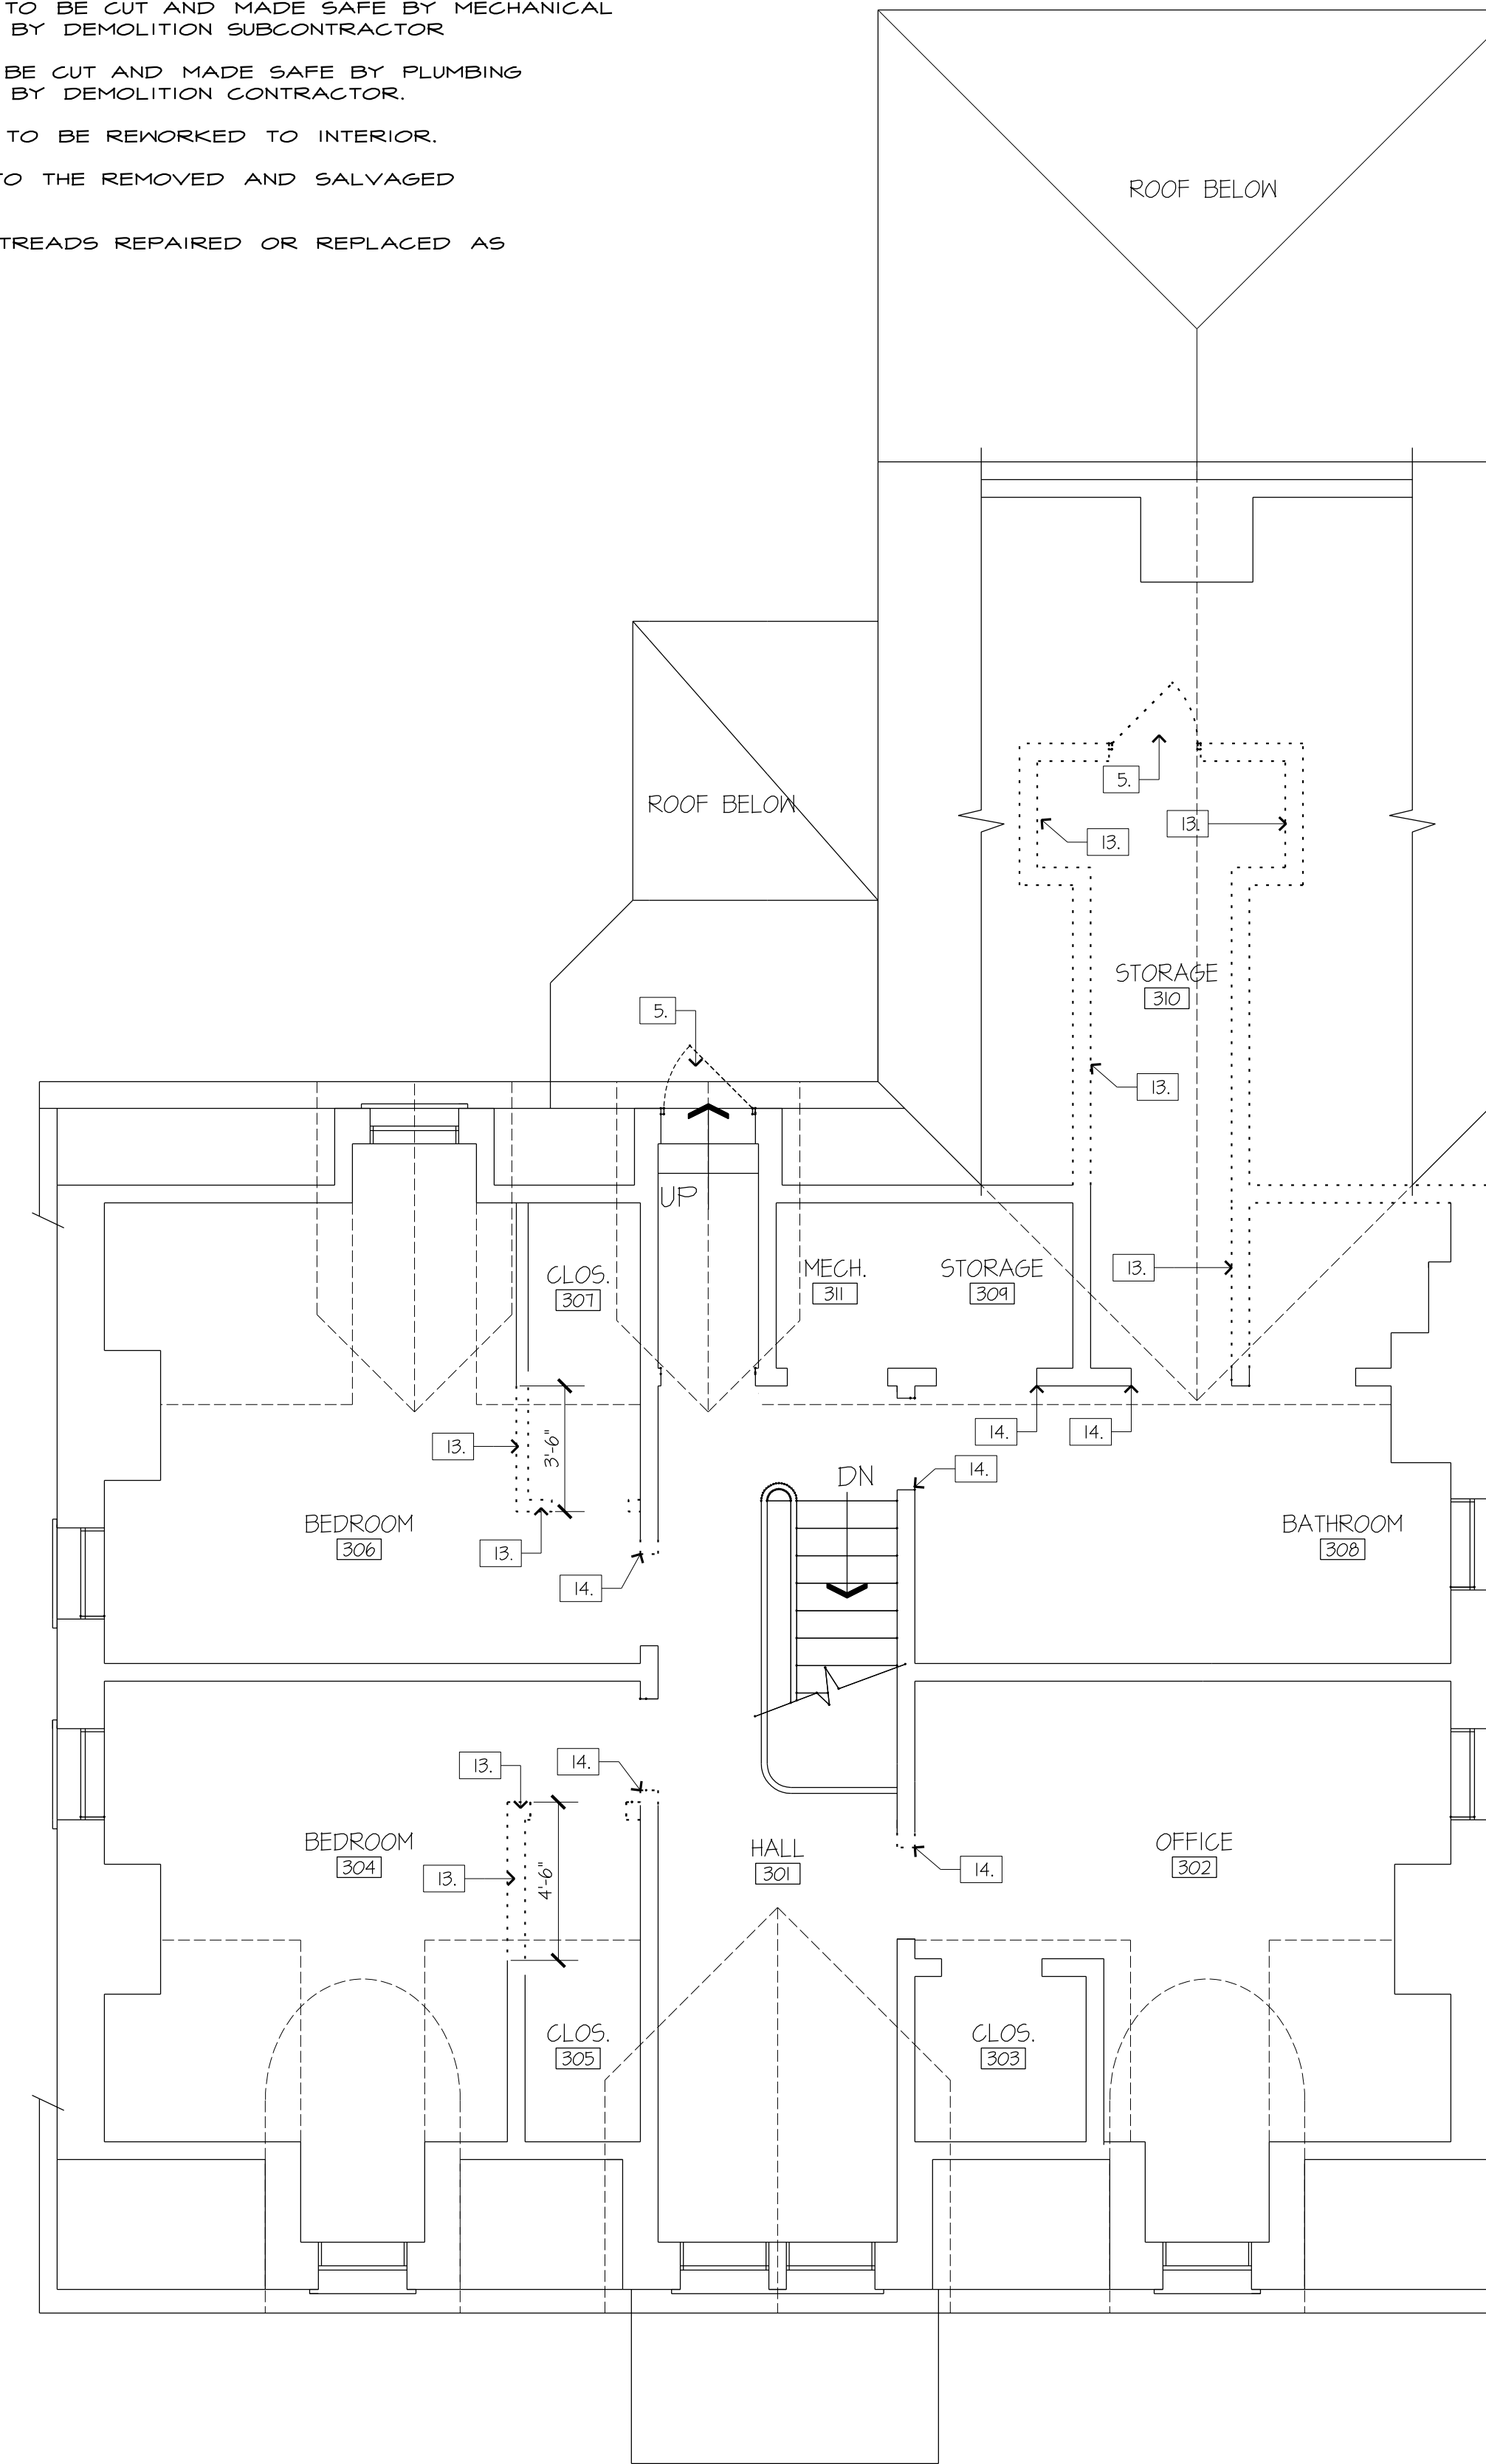 TO BE CUT AND MADE SAFE BY MECHANICAL
BY DEMOLITION SUBCONTRACTOR
BE CUT AND MADE SAFE BY PLUMBING
BY DEMOLITION CONTRACTOR.
TO BE REWORKED TO INTERIOR.
TO THE REMOVED AND SALVAGED
TREADS REPAIRED OR REPLACED AS
ROOF BELOW
ROOF BELOW
5.
13.
13.
STORAGE
310
5.
13.
UP
CLOS.
307
MECH.
311
STORAGE
309
13.
14.
14.
13.
3'-6"
14.
DN
BEDROOM
306
13.
BATHROOM
308
14.
13.
14.
BEDROOM
304
13.
4'-6"
HALL
301
14.
OFFICE
302
CLOS.
305
CLOS.
303